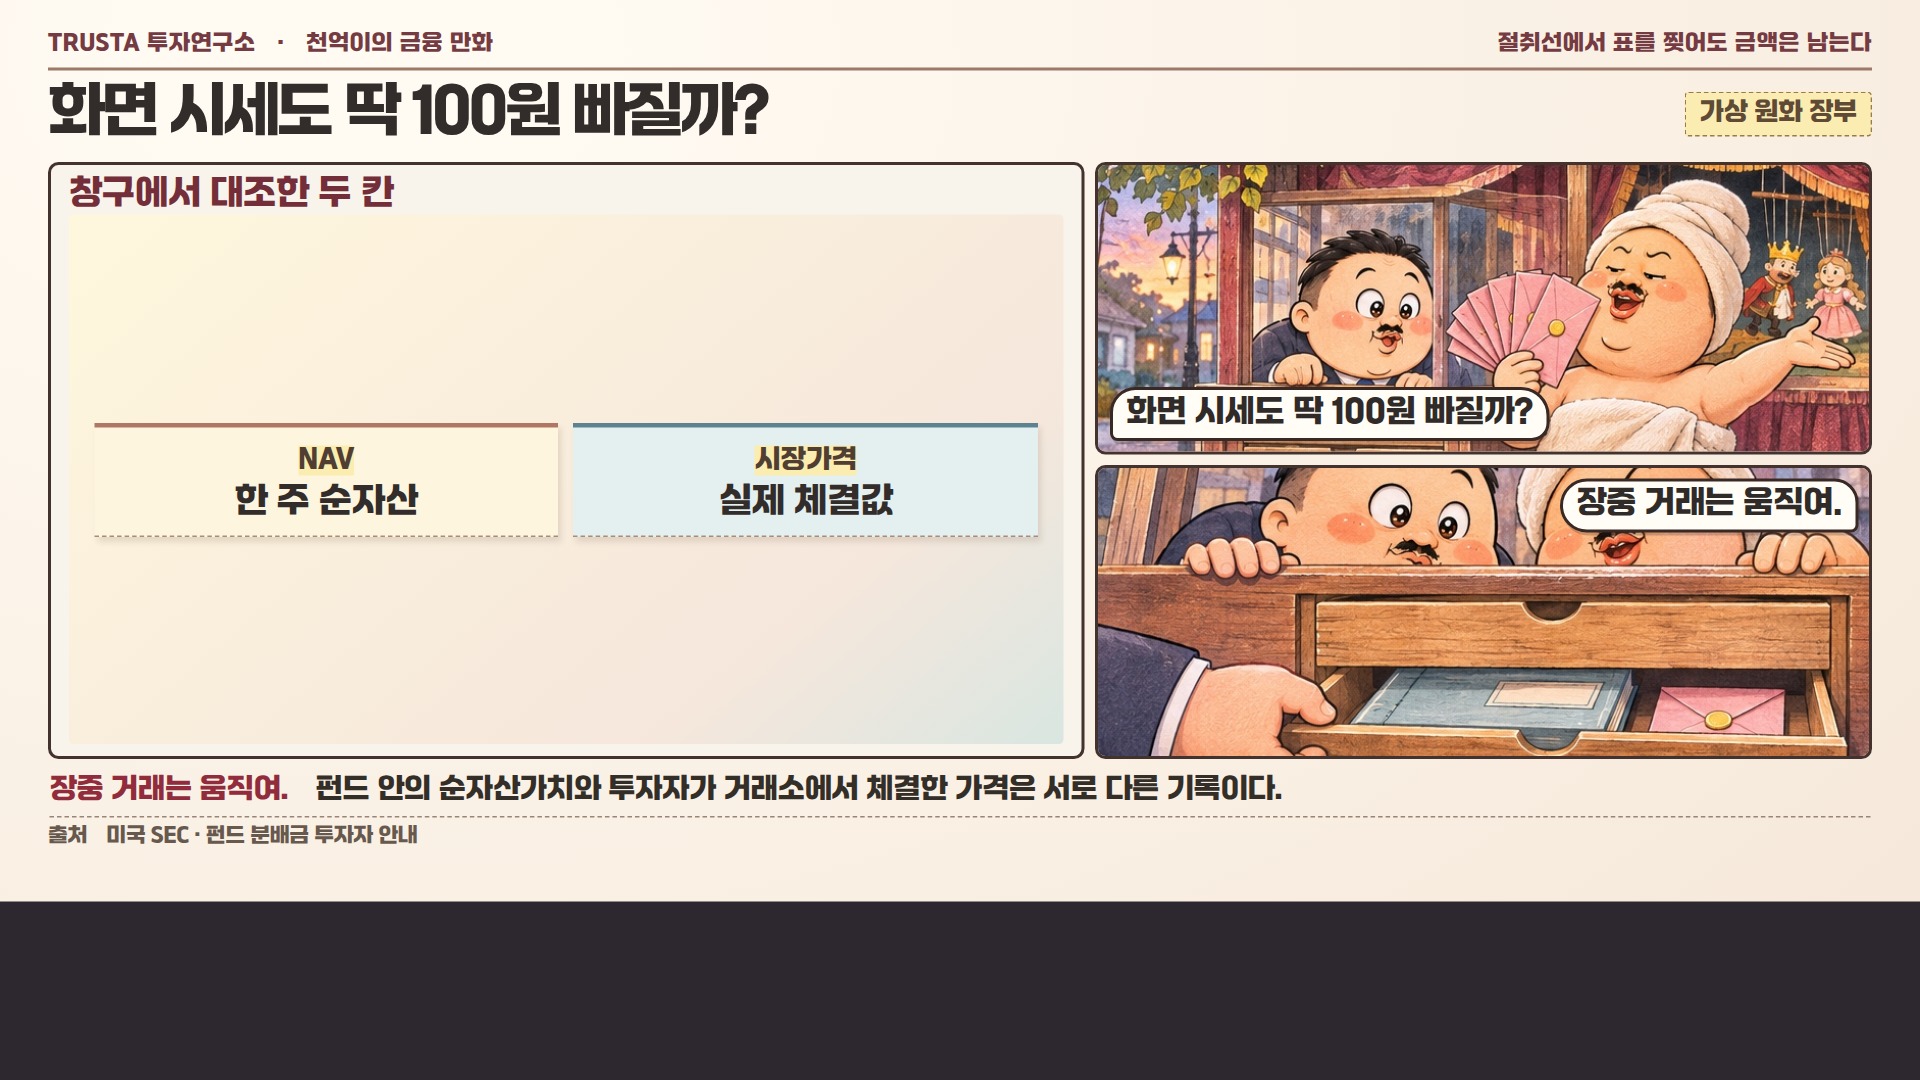 TRUSTA 투자연구소 · 천억이의 금융 만화
절취선에서 표를 찢어도 금액은 남는다
화면 시세도 딱 100원 빠질까?
가상 원화 장부
창구에서 대조한 두 칸
NAV
한 주 순자산
시장가격
실제 체결값
화면 시세도 딱 100원 빠질까?
장중 거래는 움직여.
장중 거래는 움직여. 펀드 안의 순자산가치와 투자자가 거래소에서 체결한 가격은 서로 다른 기록이다.
출처 미국 SEC · 펀드 분배금 투자자 안내